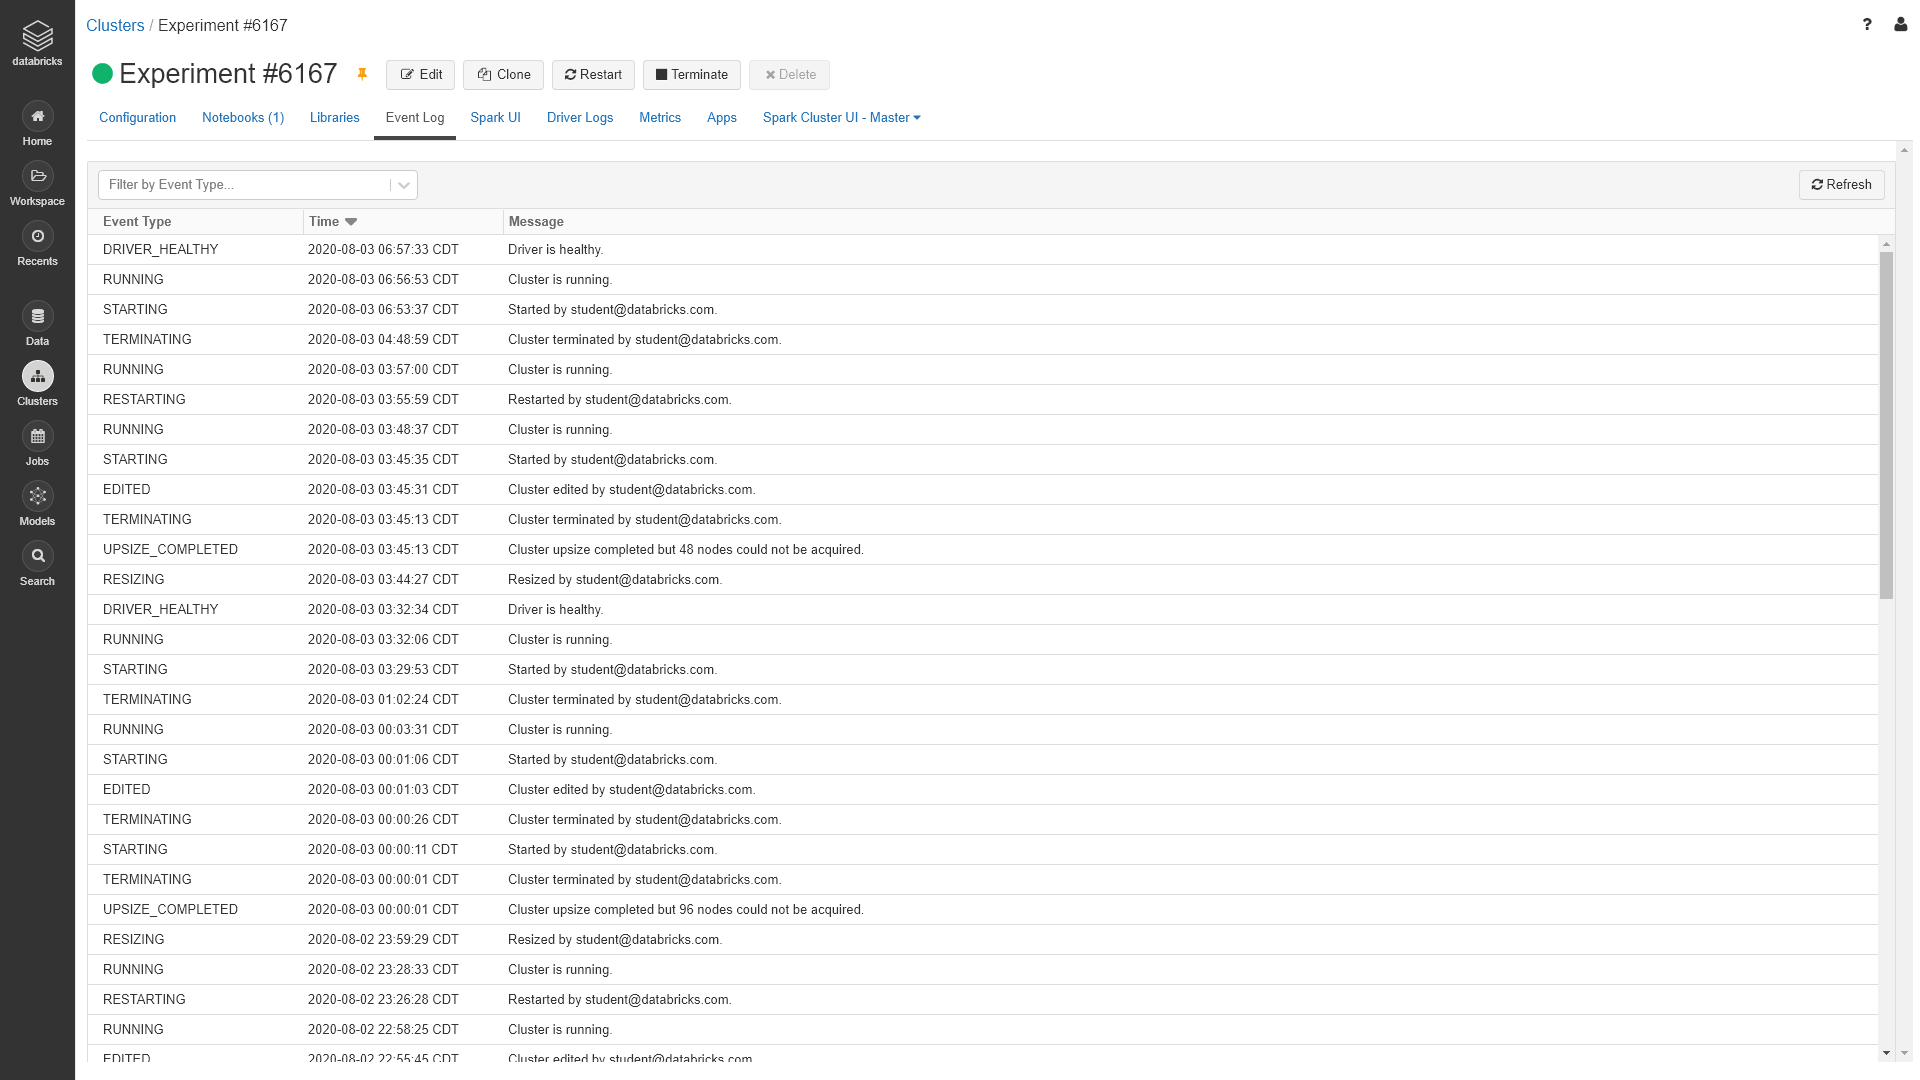 databricks
Home
Workspace
Recents
Data
Clusters
Jobs
Models
Search
Clusters / Experiment #6167
?
Experiment #6167 Edit Clone Restart Terminate Delete
Configuration Notebooks (1) Libraries Event Log Spark UI Driver Logs Metrics Apps Spark Cluster UI - Master
Filter by Event Type... Refresh
Event Type Time Message
DRIVER_HEALTHY 2020-08-03 06:57:33 CDT Driver is healthy.
RUNNING 2020-08-03 06:56:53 CDT Cluster is running.
STARTING 2020-08-03 06:53:37 CDT Started by student@databricks.com.
TERMINATING 2020-08-03 04:48:59 CDT Cluster terminated by student@databricks.com.
RUNNING 2020-08-03 03:57:00 CDT Cluster is running.
RESTARTING 2020-08-03 03:55:59 CDT Restarted by student@databricks.com.
RUNNING 2020-08-03 03:48:37 CDT Cluster is running.
STARTING 2020-08-03 03:45:35 CDT Started by student@databricks.com.
EDITED 2020-08-03 03:45:31 CDT Cluster edited by student@databricks.com.
TERMINATING 2020-08-03 03:45:13 CDT Cluster terminated by student@databricks.com.
UPSIZE_COMPLETED 2020-08-03 03:45:13 CDT Cluster upsize completed but 48 nodes could not be acquired.
RESIZING 2020-08-03 03:44:27 CDT Resized by student@databricks.com.
DRIVER_HEALTHY 2020-08-03 03:32:34 CDT Driver is healthy.
RUNNING 2020-08-03 03:32:06 CDT Cluster is running.
STARTING 2020-08-03 03:29:53 CDT Started by student@databricks.com.
TERMINATING 2020-08-03 01:02:24 CDT Cluster terminated by student@databricks.com.
RUNNING 2020-08-03 00:03:31 CDT Cluster is running.
STARTING 2020-08-03 00:01:06 CDT Started by student@databricks.com.
EDITED 2020-08-03 00:01:03 CDT Cluster edited by student@databricks.com.
TERMINATING 2020-08-03 00:00:26 CDT Cluster terminated by student@databricks.com.
STARTING 2020-08-03 00:00:11 CDT Started by student@databricks.com.
TERMINATING 2020-08-03 00:00:01 CDT Cluster terminated by student@databricks.com.
UPSIZE_COMPLETED 2020-08-03 00:00:01 CDT Cluster upsize completed but 96 nodes could not be acquired.
RESIZING 2020-08-02 23:59:29 CDT Resized by student@databricks.com.
RUNNING 2020-08-02 23:28:33 CDT Cluster is running.
RESTARTING 2020-08-02 23:26:28 CDT Restarted by student@databricks.com.
RUNNING 2020-08-02 22:58:25 CDT Cluster is running.
EDITED 2020-08-02 22:55:45 CDT Cluster edited by student@databricks.com.